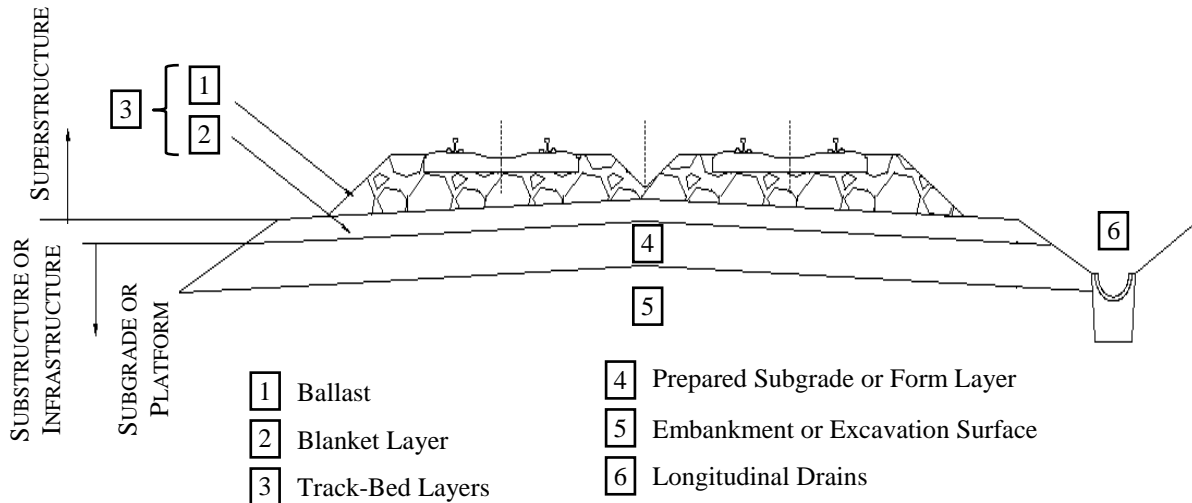 SUPERSTRUCTURE
SUBSTRUCTURE OR
INFRASTRUCTURE
SUBGRADE OR
PLATFORM
3
1
2
4
5
6
1 Ballast
2 Blanket Layer
3 Track-Bed Layers
4 Prepared Subgrade or Form Layer
5 Embankment or Excavation Surface
6 Longitudinal Drains